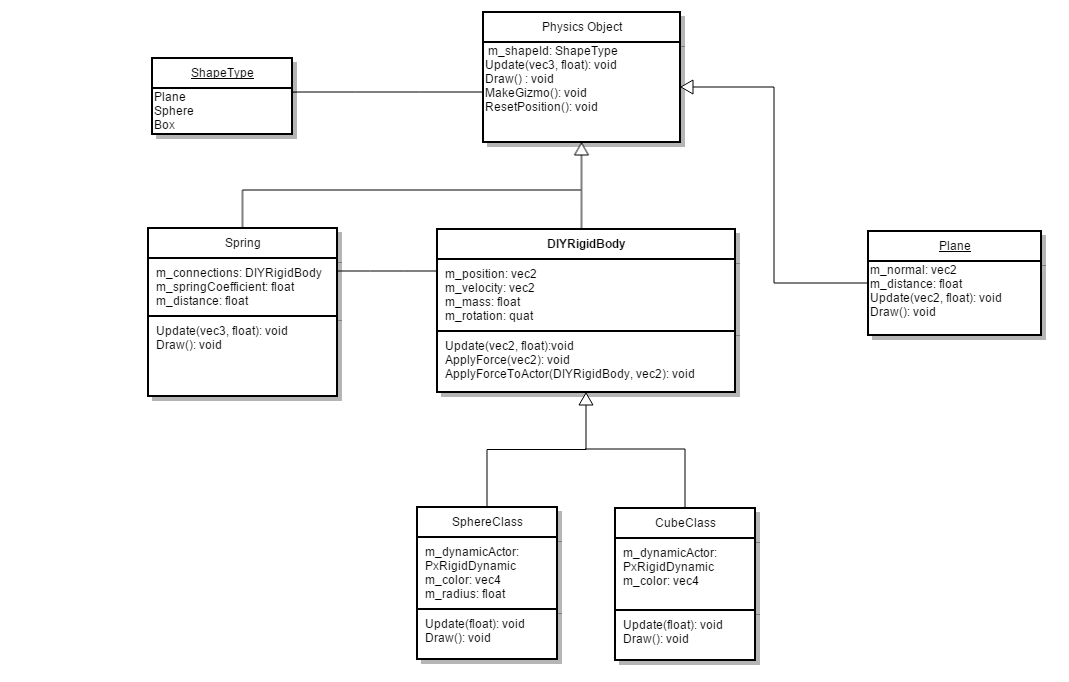 Physics Object
m_shapeId: ShapeType
Update(vec3, float): void
Draw() : void
MakeGizmo(): void
ResetPosition(): void
ShapeType
Plane
Sphere
Box
Spring
m_connections: DIYRigidBody
m_springCoefficient: float
m_distance: float
Update(vec3, float): void
Draw(): void
DIYRigidBody
m_position: vec2
m_velocity: vec2
m_mass: float
m_rotation: quat
Update(vec2, float):void
ApplyForce(vec2): void
ApplyForceToActor(DIYRigidBody, vec2): void
Plane
m_normal: vec2
m_distance: float
Update(vec2, float): void
Draw(): void
SphereClass
m_dynamicActor:
PxRigidDynamic
m_color: vec4
m_radius: float
Update(float): void
Draw(): void
CubeClass
m_dynamicActor:
PxRigidDynamic
m_color: vec4
Update(float): void
Draw(): void